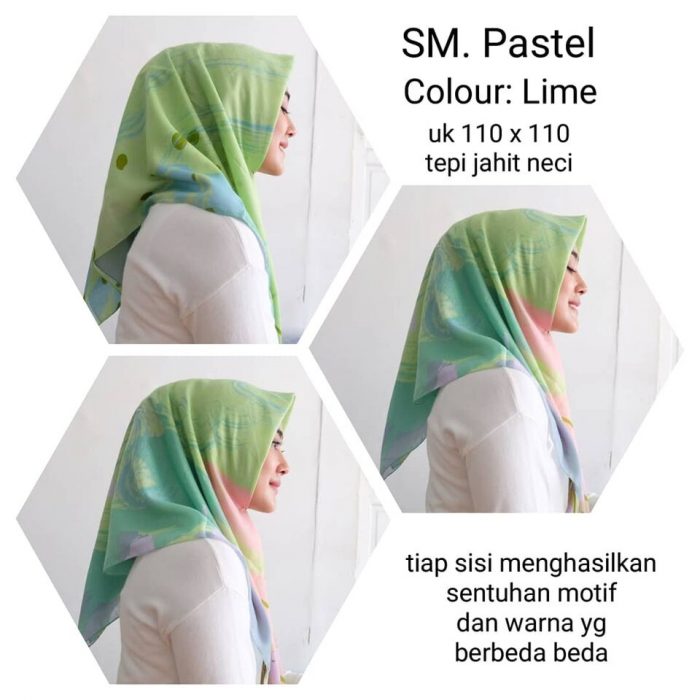 SM. Pastel
Colour: Lime
uk 110 x 110
tepi jahit neci
tiap sisi menghasilkan
sentuhan motif
dan warna yg
berbeda beda